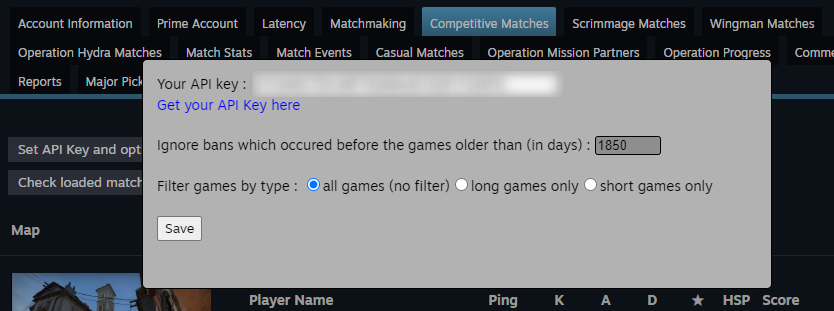 Account Information Prime Account Latency Matchmaking Competitive Matches Scrimmage Matches Wingman Matches
Operation Hydra Matches Match Stats Match Events Casual Matches Operation Mission Partners Operation Progress Comme
Reports Major Pick
Your API key :
Get your API Key here
Set API Key and opt
Ignore bans which occured before the games older than (in days) : 1850
Check loaded match
Filter games by type : all games (no filter) long games only short games only
Save
Map
Player Name Ping K A D ★ HSP Score